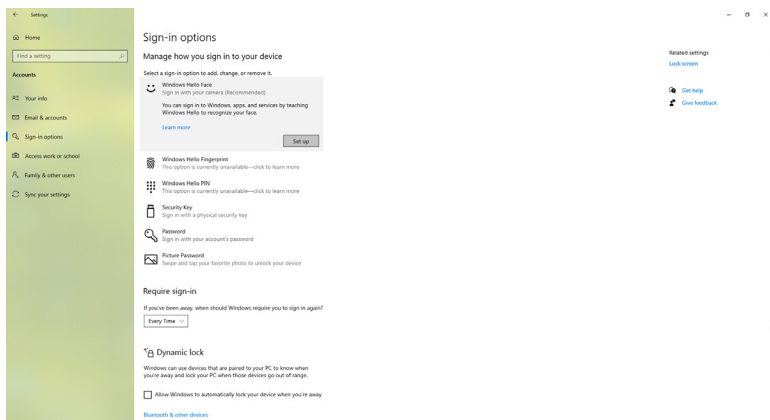 Settings
Home
Find a setting
Accounts
Your info
Email & accounts
Sign-in options
Access work or school
Family & other users
Sync your settings
Sign-in options
Manage how you sign in to your device
Select a sign-in option to add, change, or remove it.
Windows Hello Face
Sign in with your camera (Recommended)
You can sign in to Windows, apps, and services by teaching
Windows Hello to recognize your face.
Learn more
Set up
Windows Hello Fingerprint
This option is currently unavailable—click to learn more
Windows Hello PIN
This option is currently unavailable—click to learn more
Security Key
Sign in with a physical security key
Password
Sign in with your account's password
Picture Password
Swipe and tap your favorite photo to unlock your device
Require sign-in
If you've been away, when should Windows require you to sign in again?
Every Time
Dynamic lock
Windows can use devices that are paired to your PC to know when
you're away and lock your PC when those devices go out of range.
Allow Windows to automatically lock your device when you're away
Bluetooth & other devices
Related settings
Lock screen
Get help
Give feedback